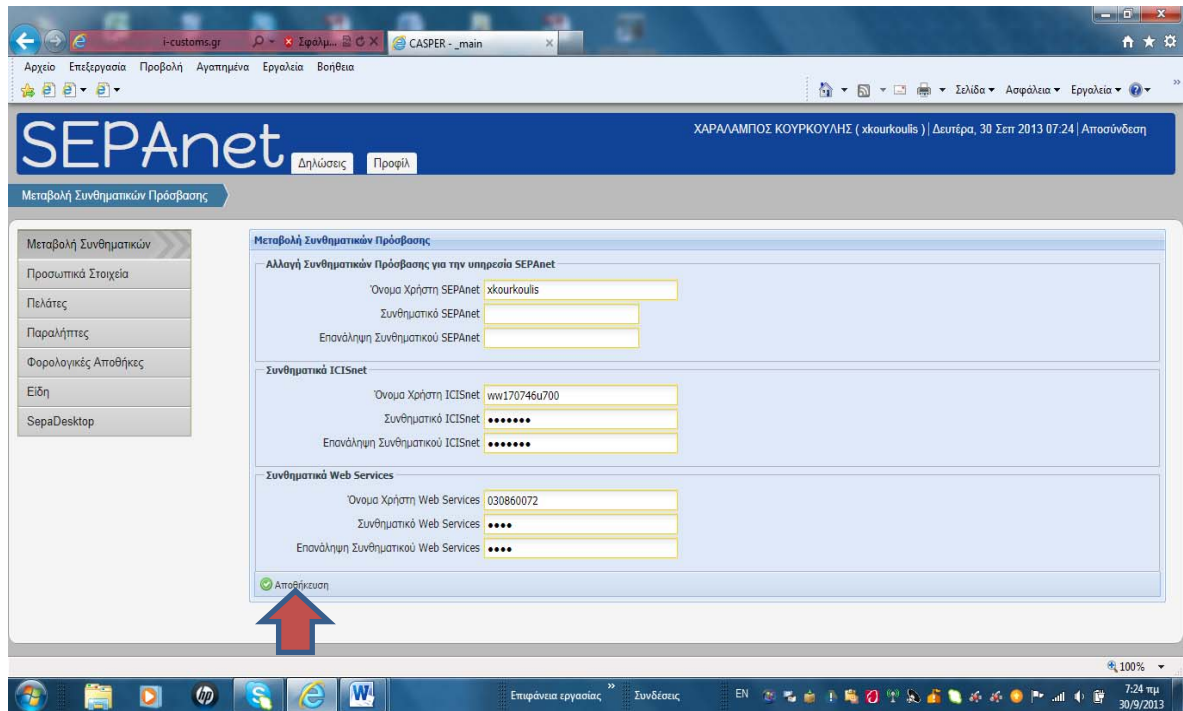 i-customs.gr
Σφαλμ...
CASPER - _main
Αρχείο Επεξεργασία Προβολή Αγαπημένα Εργαλεία Βοήθεια
Σελίδα Ασφάλεια Εργαλεία
SEPAnet
Δηλώσεις Προφίλ
ΧΑΡΑΛΑΜΠΟΣ ΚΟΥΡΚΟΥΛΗΣ ( xkourkoulis ) | Δευτέρα, 30 Σεπ 2013 07:24 | Αποσύνδεση
Μεταβολή Συνθηματικών Πρόσβασης
Μεταβολή Συνθηματικών
Προσωπικά Στοιχεία
Πελάτες
Παραλήπτες
Φορολογικές Αποθήκες
Είδη
SepaDesktop
Μεταβολή Συνθηματικών Πρόσβασης
Αλλαγή Συνθηματικών Πρόσβασης για την υπηρεσία SEPAnet
Όνομα Χρήστη SEPAnet xkourkoulis
Συνθηματικό SEPAnet
Επανάληψη Συνθηματικού SEPAnet
Συνθηματικά ICISnet
Όνομα Χρήστη ICISnet ww170746u700
Συνθηματικό ICISnet •••••••
Επανάληψη Συνθηματικού ICISnet •••••••
Συνθηματικά Web Services
Όνομα Χρήστη Web Services 030860072
Συνθηματικό Web Services ••••
Επανάληψη Συνθηματικού Web Services ••••
Αποθήκευση
100%
Επιφάνεια εργασίας » Συνδέσεις EN 7:24 πμ
30/9/2013